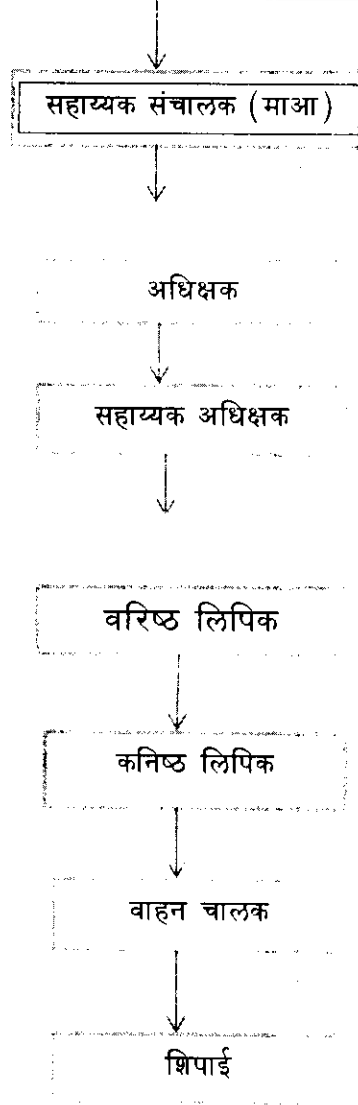 सहाय्यक संचालक (माआ)
अधिक्षक
सहाय्यक अधिक्षक
वरिष्ठ लिपिक
कनिष्ठ लिपिक
वाहन चालक
शिपाई